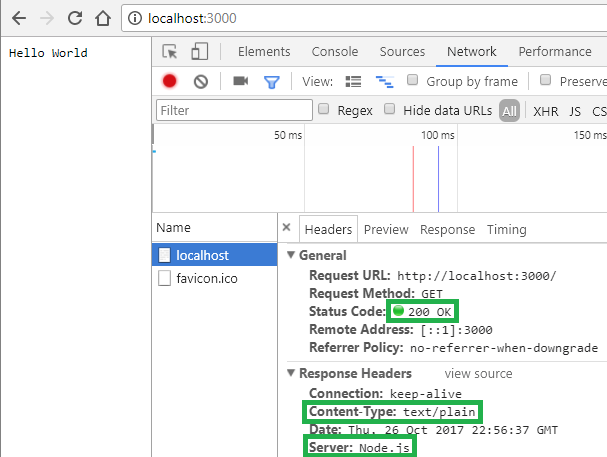 localhost:3000
Hello World
Elements Console Sources Network Performance
View: Group by frame Preserve
Filter Regex Hide data URLs All XHR JS CS
50 ms 100 ms 150 ms
Name
localhost
favicon.ico
× Headers Preview Response Timing
General
Request URL: http://localhost:3000/
Request Method: GET
Status Code: 200 OK
Remote Address: [::1]:3000
Referrer Policy: no-referrer-when-downgrade
Response Headers view source
Connection: keep-alive
Content-Type: text/plain
Date: Thu, 26 Oct 2017 22:56:37 GMT
Server: Node.js